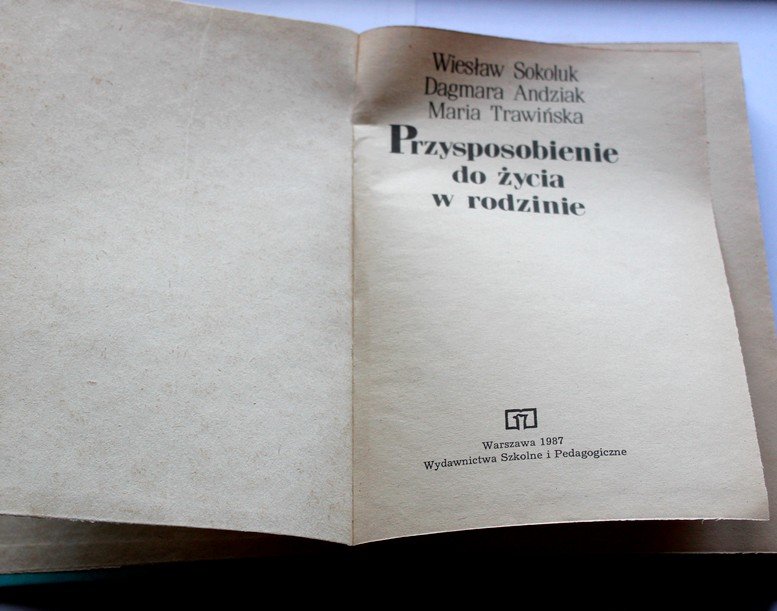 Wiesław Sokoluk
Dagmara Andziak
Maria Trawińska
Przysposobienie
do życia
w rodzinie
Warszawa 1987
Wydawnictwa Szkolne i Pedagogiczne